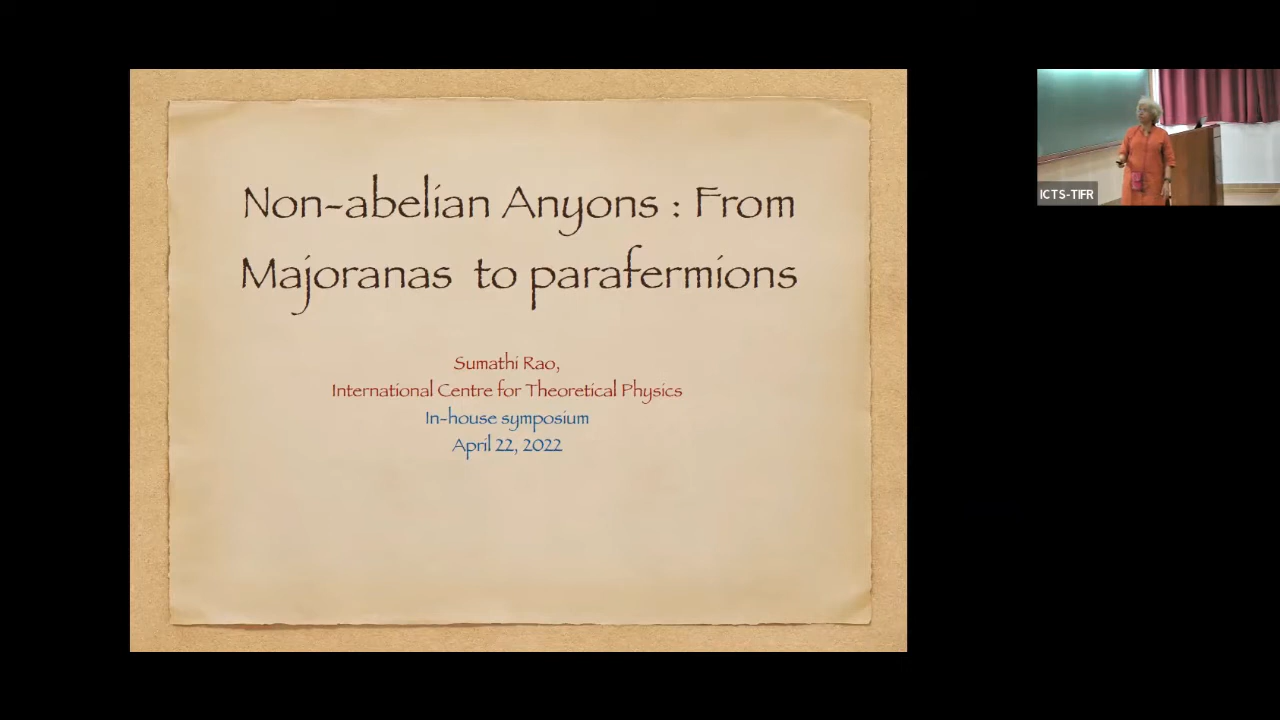 Non-abelian Anyons : From
Majoranas to parafermions
Sumathi Rao,
International Centre for Theoretical Physics
In-house symposium
April 22, 2022
ICTS-TIFR